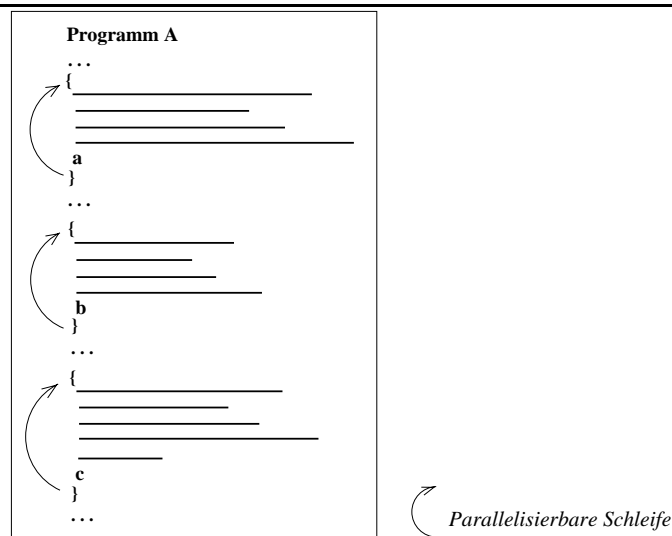 Programm A
...
{
a
}
...
{
b
}
...
{
c
}
...
Parallelisierbare Schleife